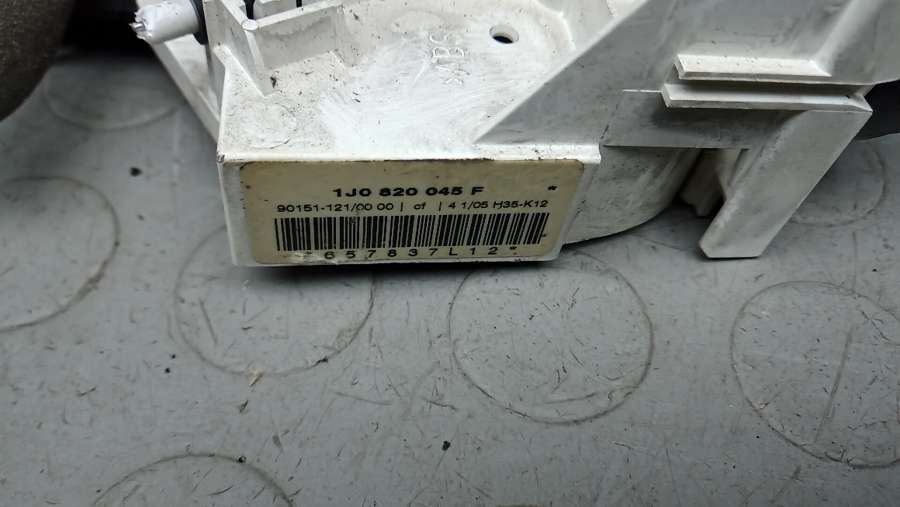 1J0 820 045 F *
90151-121/00 00 | cf | 4 1/05 H35-K12
*657837L12*